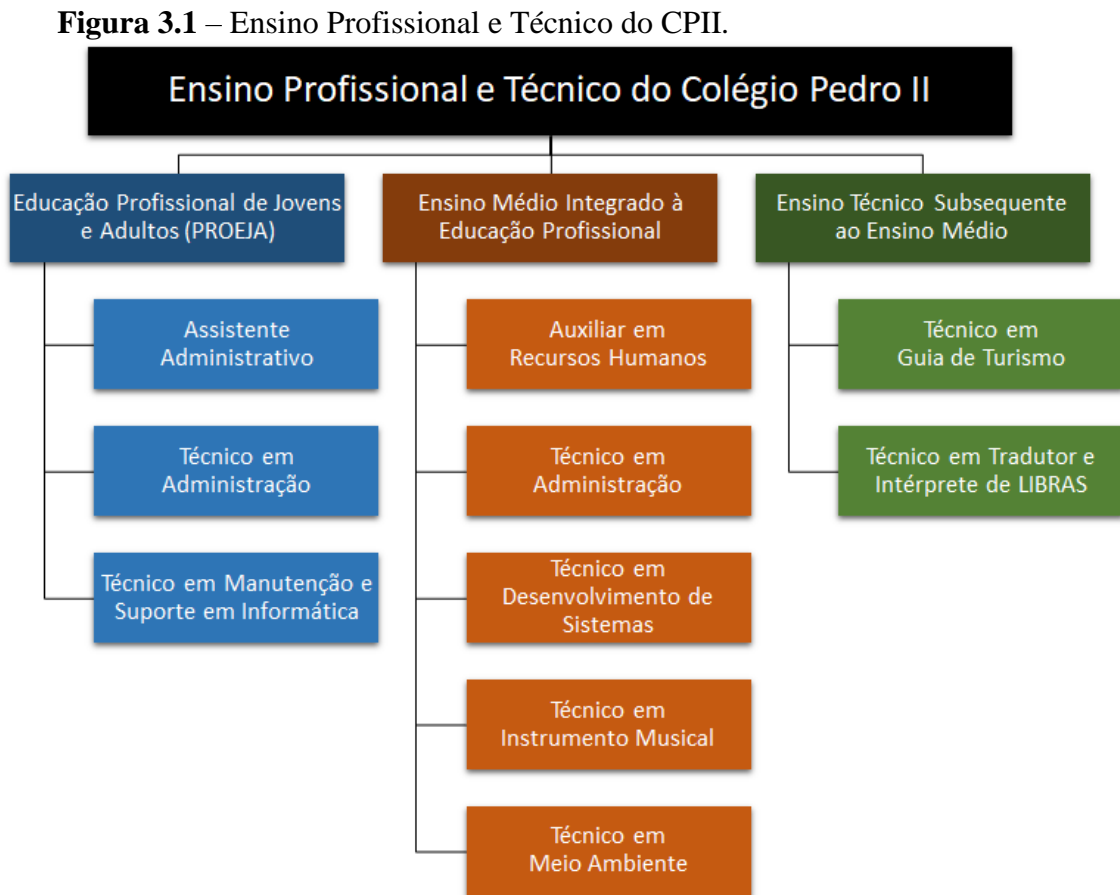 Figura 3.1 – Ensino Profissional e Técnico do CPII.
Ensino Profissional e Técnico do Colégio Pedro II
Educação Profissional de Jovens
e Adultos (PROEJA)
Assistente
Administrativo
Técnico em
Administração
Técnico em Manutenção e
Suporte em Informática
Ensino Médio Integrado à
Educação Profissional
Auxiliar em
Recursos Humanos
Técnico em
Administração
Técnico em
Desenvolvimento de
Sistemas
Técnico em
Instrumento Musical
Técnico em
Meio Ambiente
Ensino Técnico Subsequente
ao Ensino Médio
Técnico em
Guia de Turismo
Técnico em Tradutor e
Intérprete de LIBRAS